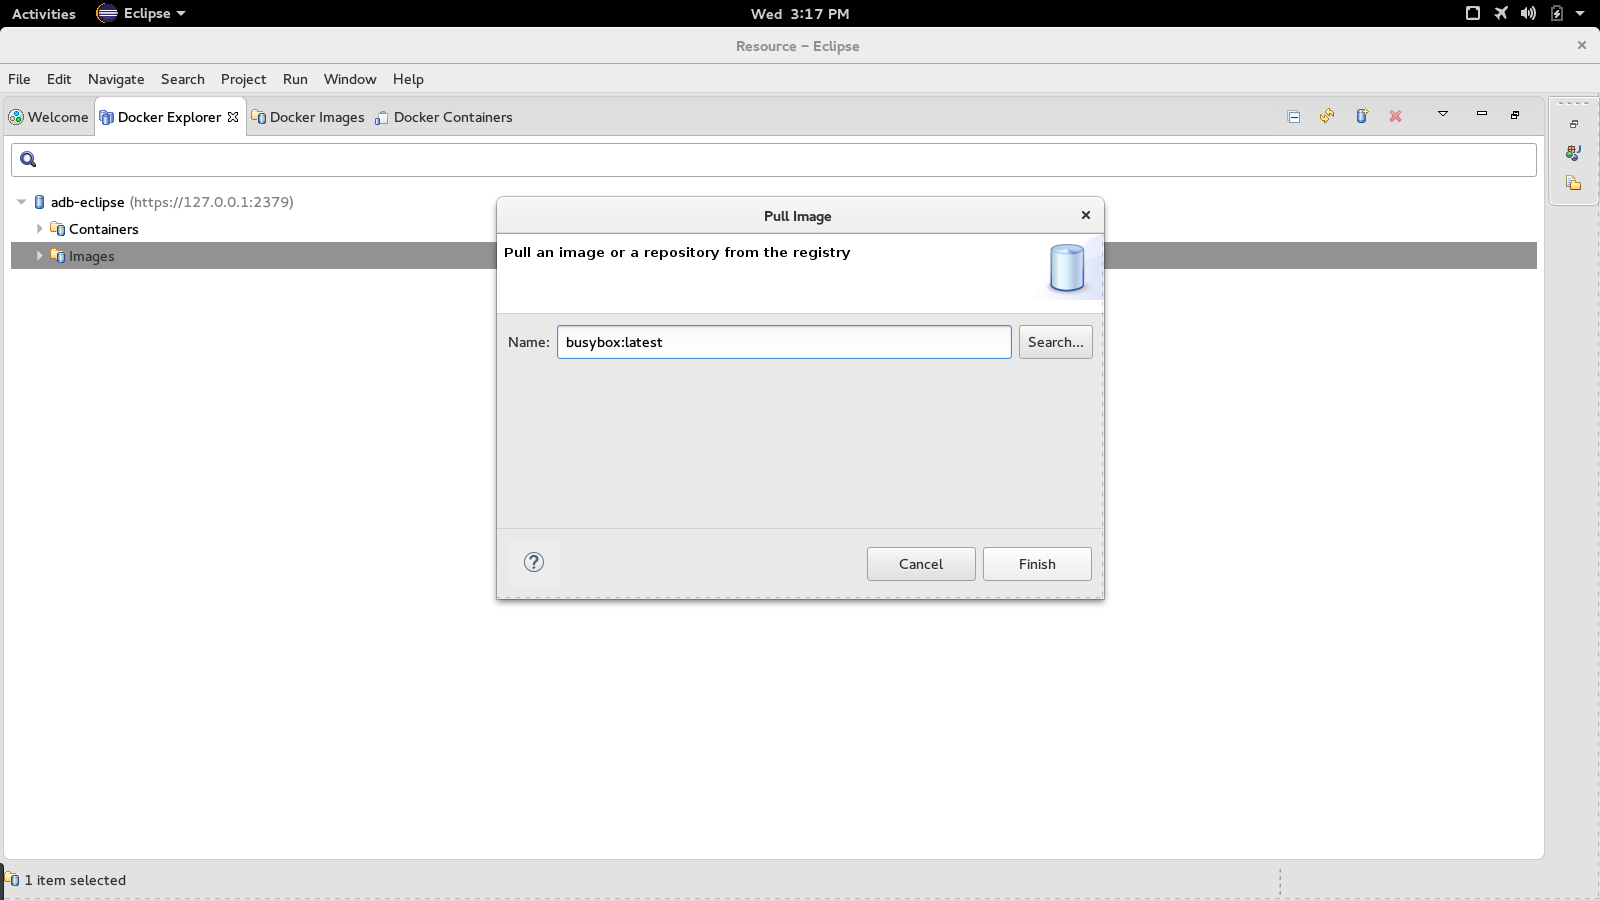 Activities Eclipse Wed 3:17 PM
Resource – Eclipse
File Edit Navigate Search Project Run Window Help
Welcome Docker Explorer Docker Images Docker Containers
adb-eclipse (https://127.0.0.1:2379)
Containers
Images
Pull Image
Pull an image or a repository from the registry
Name: busybox:latest Search...
? Cancel Finish
1 item selected